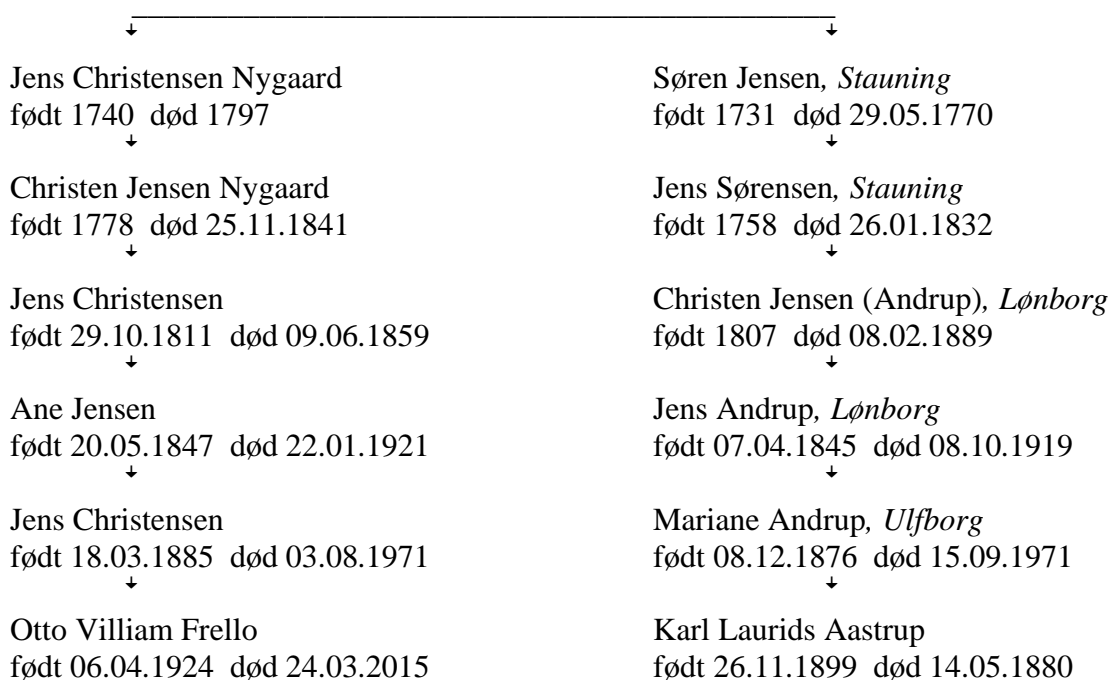 Jens Christensen Nygaard
født 1740 død 1797
Christen Jensen Nygaard
født 1778 død 25.11.1841
Jens Christensen
født 29.10.1811 død 09.06.1859
Ane Jensen
født 20.05.1847 død 22.01.1921
Jens Christensen
født 18.03.1885 død 03.08.1971
Otto Villiam Frello
født 06.04.1924 død 24.03.2015
Søren Jensen, Stauning
født 1731 død 29.05.1770
Jens Sørensen, Stauning
født 1758 død 26.01.1832
Christen Jensen (Andrup), Lønborg
født 1807 død 08.02.1889
Jens Andrup, Lønborg
født 07.04.1845 død 08.10.1919
Mariane Andrup, Ulfborg
født 08.12.1876 død 15.09.1971
Karl Laurids Aastrup
født 26.11.1899 død 14.05.1880